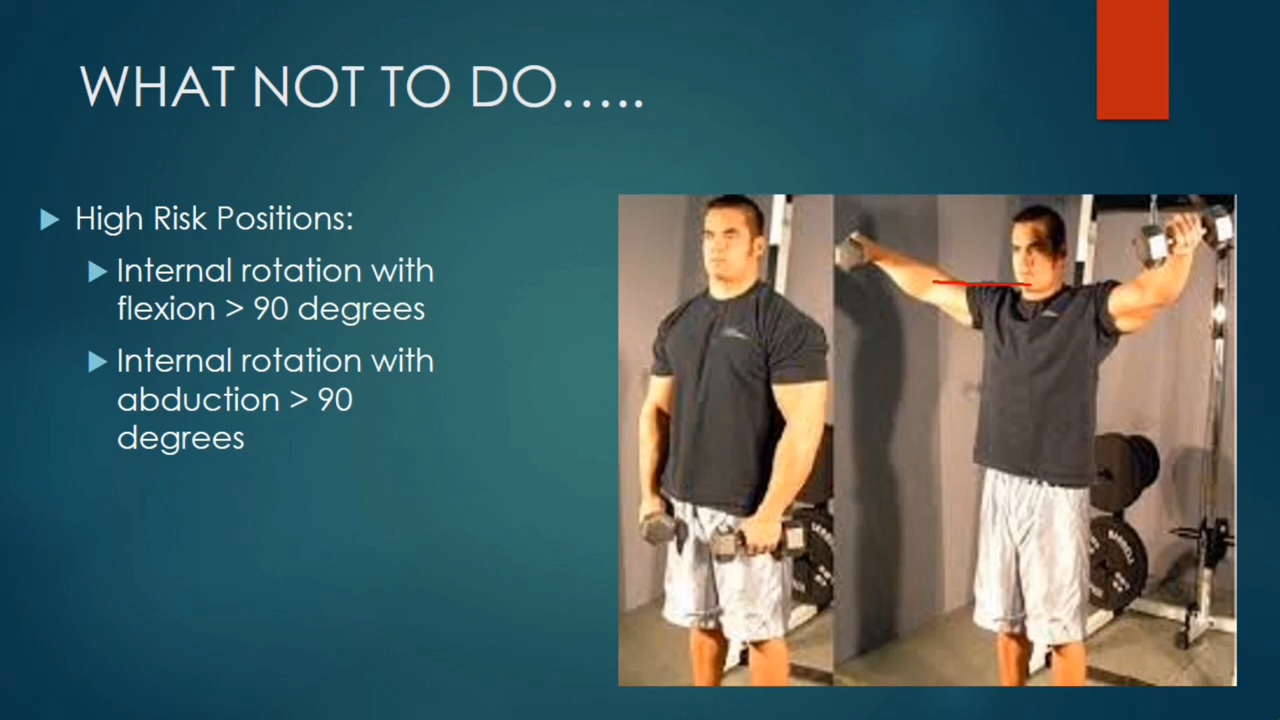 WHAT NOT TO DO.....
High Risk Positions:
Internal rotation with
flexion > 90 degrees
Internal rotation with
abduction > 90
degrees